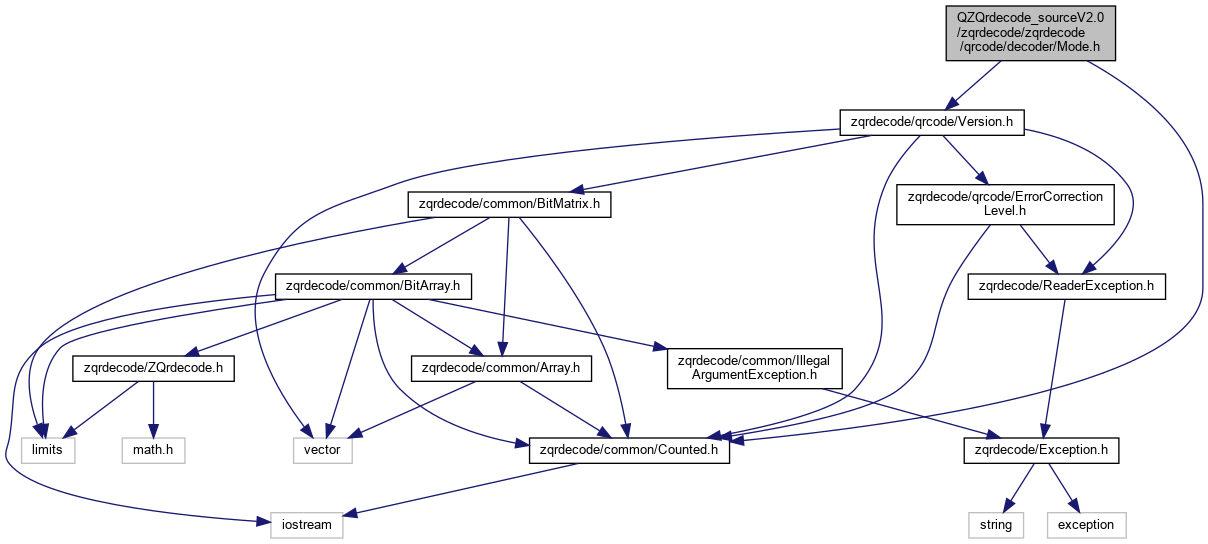 QZQrdecode_sourceV2.0
/zqrdecode/zqrdecode
/qrcode/decoder/Mode.h
zqrdecode/qrcode/Version.h
zqrdecode/common/BitMatrix.h
zqrdecode/qrcode/ErrorCorrection
Level.h
zqrdecode/common/BitArray.h
zqrdecode/ReaderException.h
zqrdecode/ZQrdecode.h
zqrdecode/common/Array.h
zqrdecode/common/Illegal
ArgumentException.h
limits
math.h
vector
zqrdecode/common/Counted.h
zqrdecode/Exception.h
iostream
string
exception